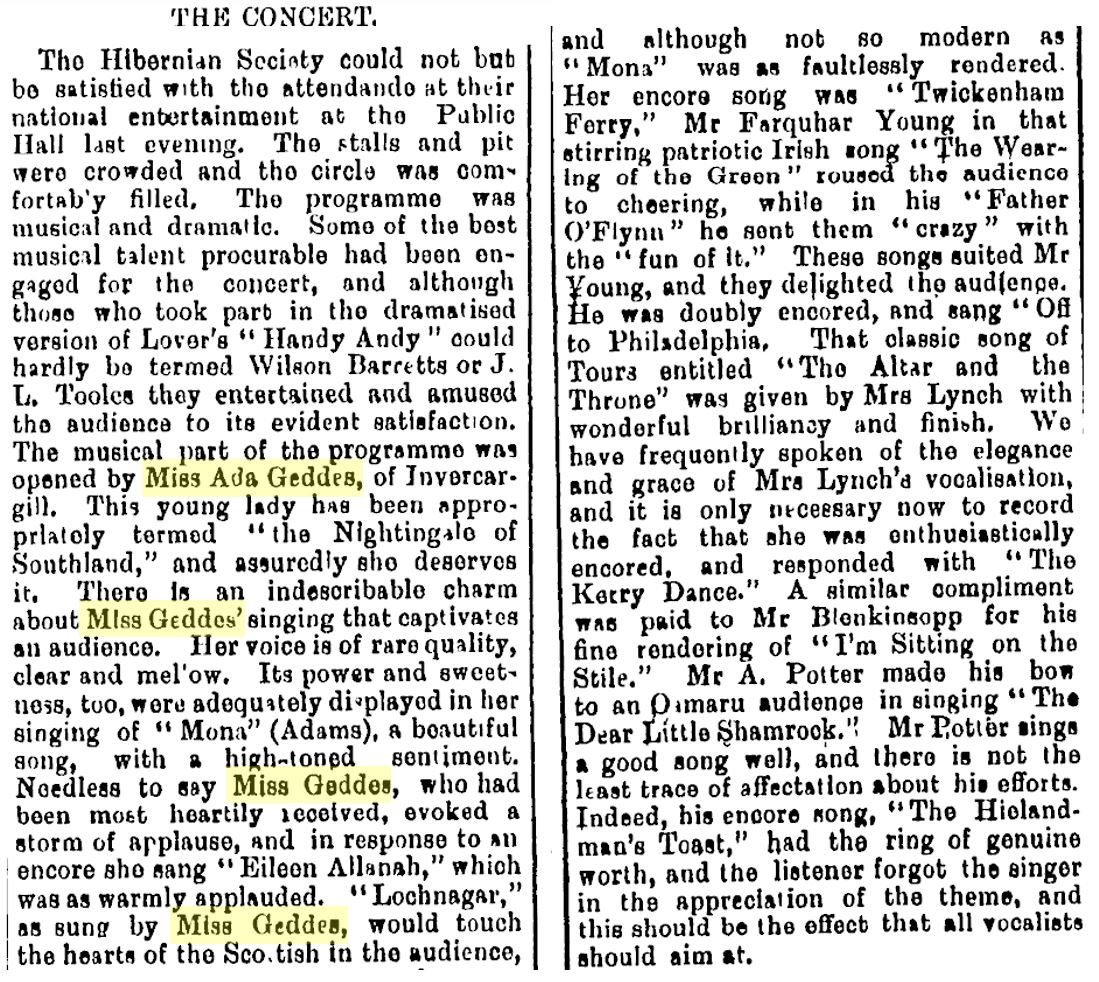 THE CONCERT.
The Hibernian Society could not but
be satisfied with the attendande at their
national entertainment at the Public
Hall last evening. The stalls and pit
were crowded and the circle was com-
fortab'y filled. The programme was
musical and dramatic. Some of the best
musical talent procurable had been en-
gaged for the concert, and although
those who took part in the dramatised
version of Lover's "Handy Andy" could
hardly be termed Wilson Barretts or J.
L. Tooles they entertained and amused
the audience to its evident satisfaction.
The musical part of the programme was
opened by Miss Ada Geddes, of Invercar-
gill. This young lady has been appro-
priately termed "the Nightingale of
Southland," and assuredly she deserves
it. There is an indescribable charm
about Miss Geddes' singing that captivates
an audience. Her voice is of rare quality,
clear and mel'ow. Its power and sweet-
ness, too, were adequately displayed in her
singing of "Mona" (Adams), a beautiful
song, with a high-toned sentiment.
Needless to say Miss Geddes, who had
been most heartily received, evoked a
storm of applause, and in response to an
encore she sang "Eileen Allanah," which
was as warmly applauded. "Lochnagar,"
as sung by Miss Geddes, would touch
the hearts of the Sco.tish in the audience,
and although not so modern as
"Mona" was as faultlessly rendered.
Her encore song was "Twickenham
Ferry." Mr Farquhar Young in that
stirring patriotic Irish song "The Wear-
ing of the Green" roused the audience
to cheering, while in his "Father
O'Flynn" he sent them "crazy" with
the "fun of it." These songs suited Mr
Young, and they delighted the audience.
He was doubly encored, and sang "Off
to Philadelphia. That classic song of
Tours entitled "The Altar and the
Throne" was given by Mrs Lynch with
wonderful brilliancy and finish. We
have frequently spoken of the elegance
and grace of Mrs Lynch's vocalisation,
and it is only necessary now to record
the fact that she was enthusiastically
encored, and responded with "The
Kerry Dance." A similar compliment
was paid to Mr Blenkinsopp for his
fine rendering of "I'm Sitting on the
Stile." Mr A. Potter made his bow
to an Oamaru audience in singing "The
Dear Little Shamrock." Mr Potter sings
a good song well, and there is not the
least trace of affectation about his efforts.
Indeed, his encore song, "The Hieland-
man's Toast," had the ring of genuine
worth, and the listener forgot the singer
in the appreciation of the theme, and
this should be the effect that all vocalists
should aim at.